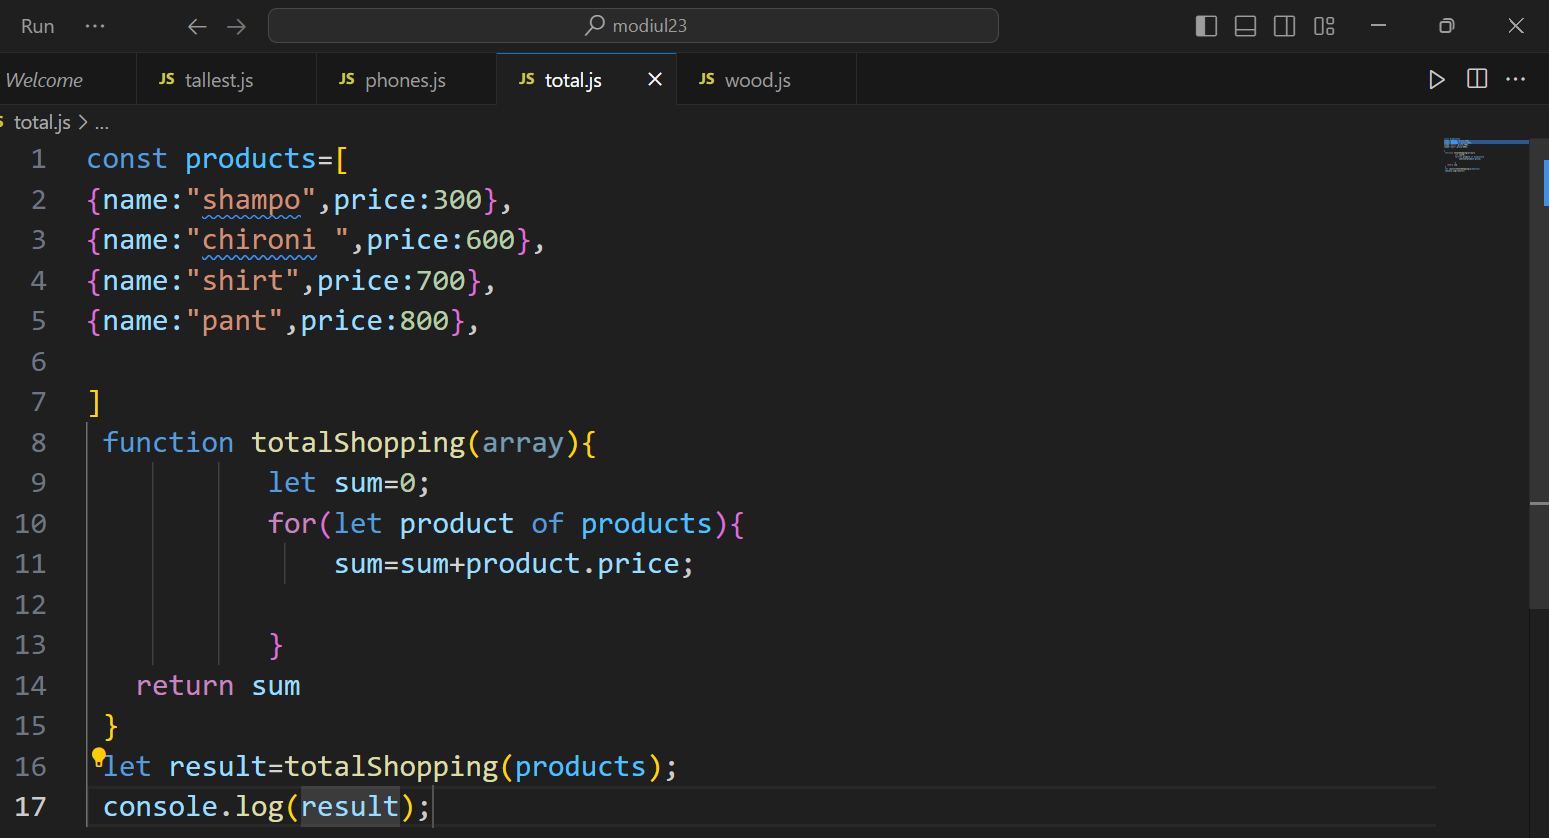 Run ··· ← → modiul23
Welcome JS tallest.js JS phones.js JS total.js × JS wood.js ···
total.js > ...
1 const products=[
2 {name:"shampo",price:300},
3 {name:"chironi ",price:600},
4 {name:"shirt",price:700},
5 {name:"pant",price:800},
6
7 ]
8 function totalShopping(array){
9 let sum=0;
10 for(let product of products){
11 sum=sum+product.price;
12
13 }
14 return sum
15 }
16 let result=totalShopping(products);
17 console.log(result);